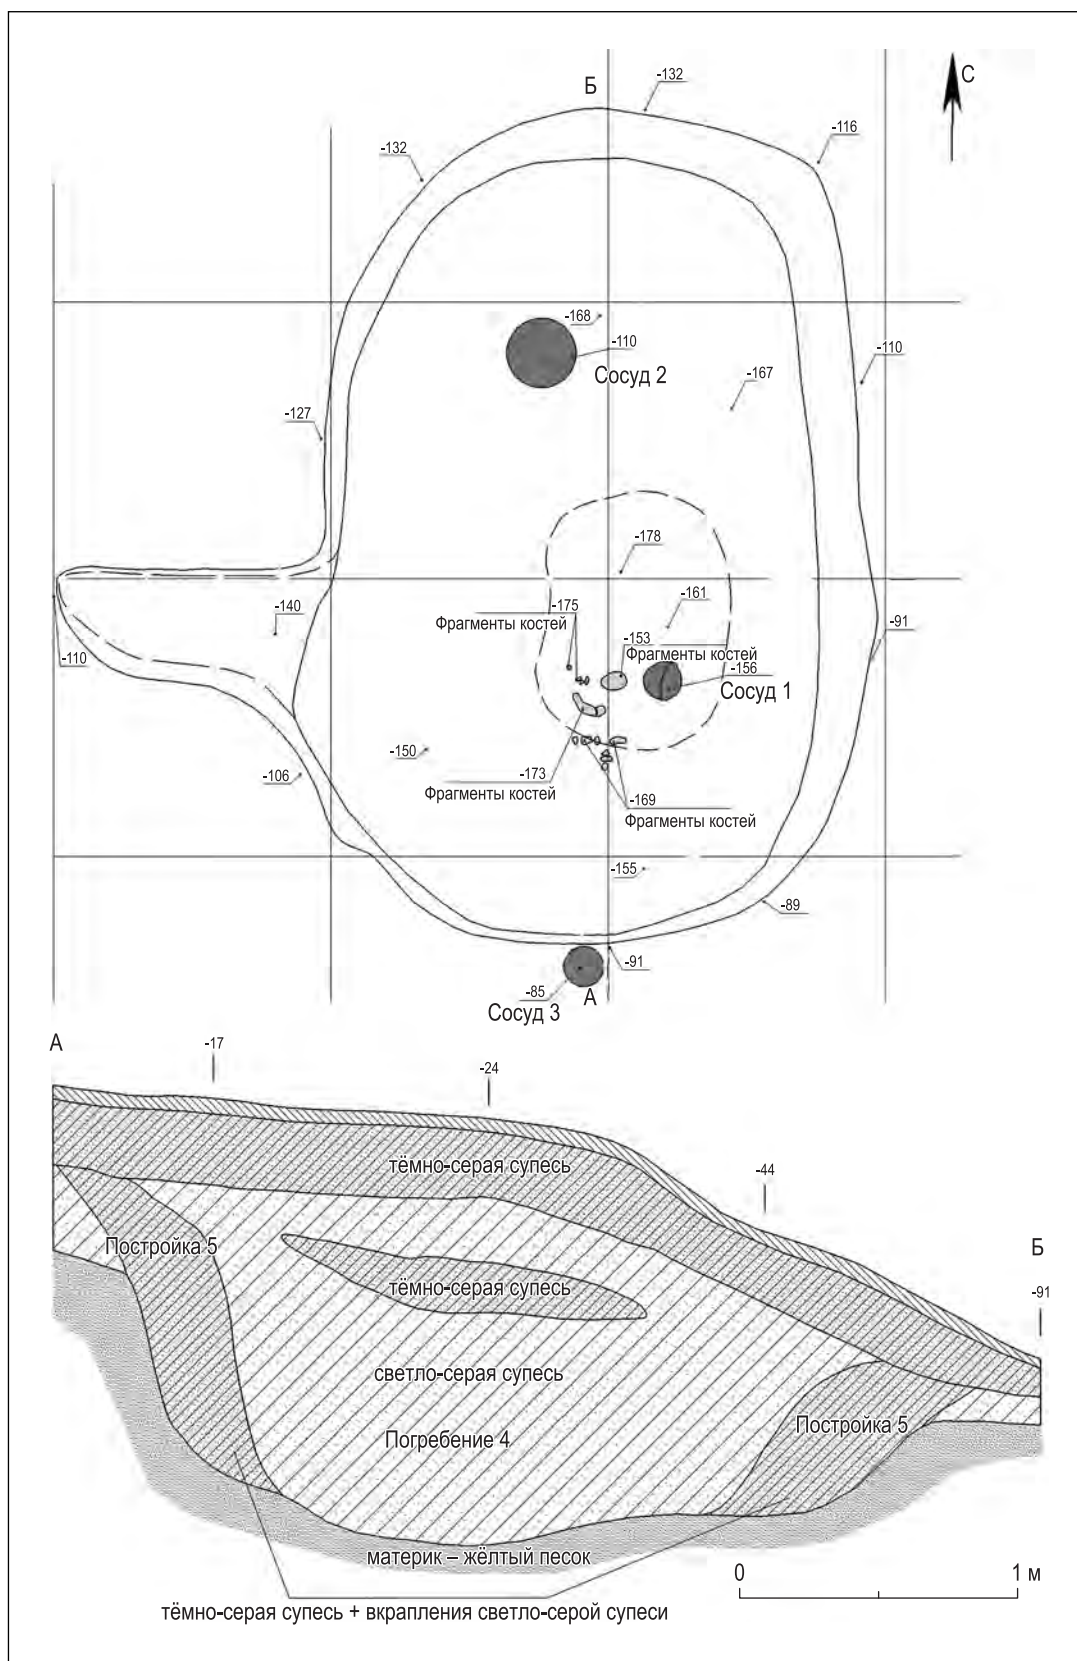 Б
-132
С
-116
-132
-168
-110
Сосуд 2
-110
-167
-127
-178
-175
Фрагменты костей
-161
-140
-153
Фрагменты костей
-91
-110
-156
Сосуд 1
-150
-106
-173
Фрагменты костей
-169
Фрагменты костей
-155
-89
-91
-85
А
Сосуд 3
А
-17
-24
тёмно-серая супесь
-44
Постройка 5
Б
тёмно-серая супесь
-91
светло-серая супесь
Постройка 5
Погребение 4
материк – жёлтый песок
0
1 м
тёмно-серая супесь + вкрапления светло-серой супеси